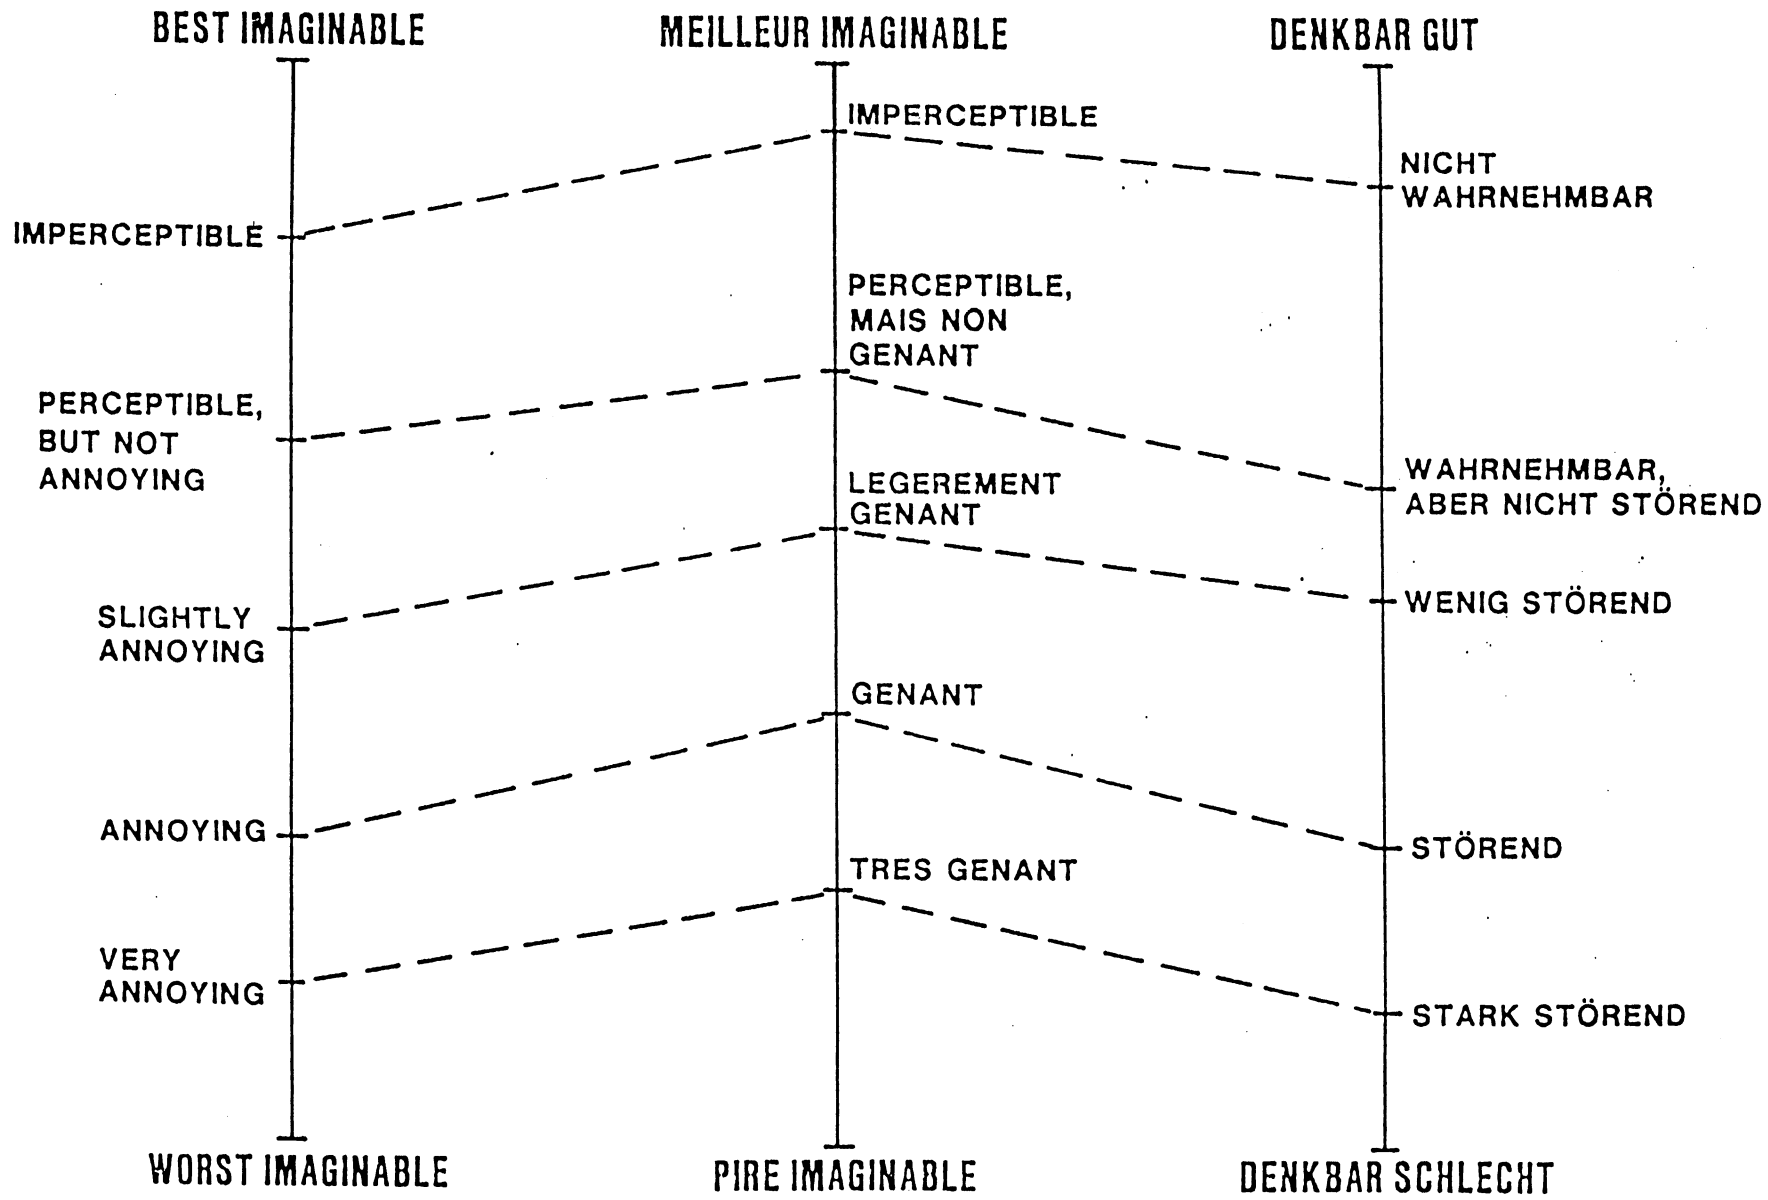 BEST IMAGINABLE
MEILLEUR IMAGINABLE
DENKBAR GUT
IMPERCEPTIBLE
PERCEPTIBLE,
BUT NOT
ANNOYING
SLIGHTLY
ANNOYING
ANNOYING
VERY
ANNOYING
IMPERCEPTIBLE
PERCEPTIBLE,
MAIS NON
GENANT
LEGEREMENT
GENANT
GENANT
TRES GENANT
NICHT
WAHRNEHMBAR
WAHRNEHMBAR,
ABER NICHT STÖREND
WENIG STÖREND
STÖREND
STARK STÖREND
WORST IMAGINABLE
PIRE IMAGINABLE
DENKBAR SCHLECHT